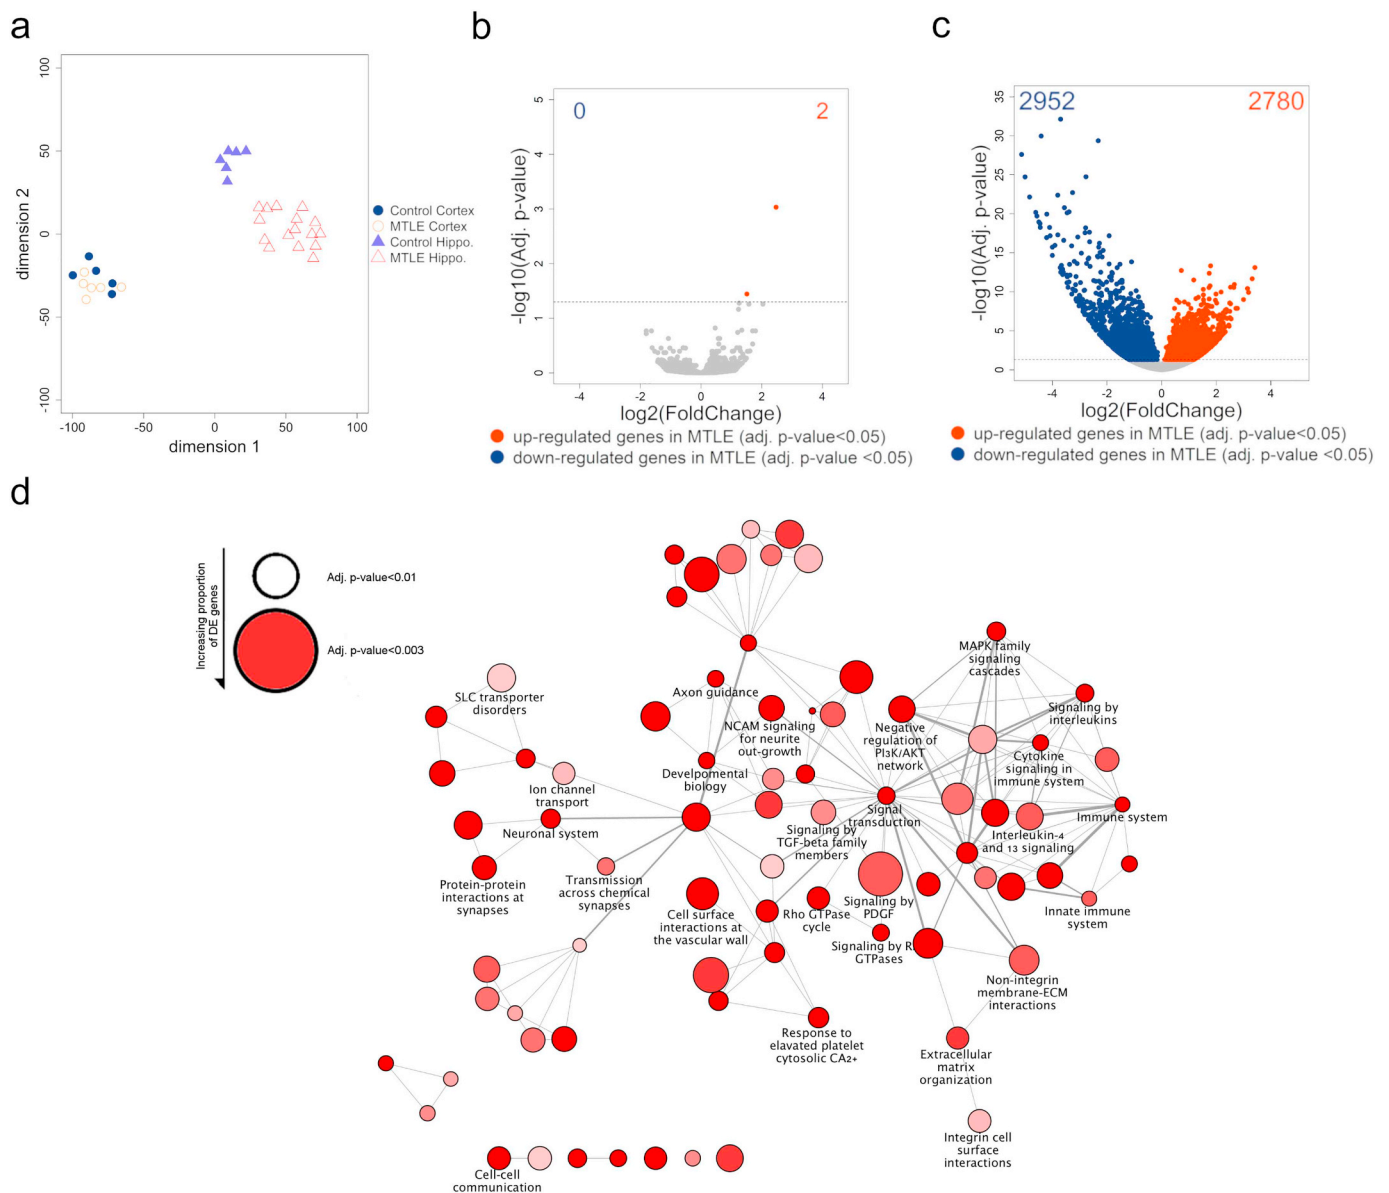 a
b
c
100
50
0
-50
-100
-100
-50
0
50
100
dimension 2
dimension 1
Control Cortex
MTLE Cortex
Control Hippo.
MTLE Hippo.
0
2
5
4
3
2
1
0
-log10(Adj. p-value)
-4
-2
0
2
4
log2(FoldChange)
up-regulated genes in MTLE (adj. p-value<0.05)
down-regulated genes in MTLE (adj. p-value <0.05)
2952
2780
35
30
25
20
15
10
5
0
-log10(Adj. p-value)
-4
-2
0
2
4
log2(FoldChange)
up-regulated genes in MTLE (adj. p-value<0.05)
down-regulated genes in MTLE (adj. p-value <0.05)
d
Increasing proportion
of DE genes
Adj. p-value<0.01
Adj. p-value<0.003
SLC transporter
disorders
Ion channel
transport
Neuronal system
Protein-protein
interactions at
synapses
Transmission
across chemical
synapses
Axon guidance
NCAM signaling
for neurite
out-growth
Develpomental
biology
Signaling by
TGF-beta family
members
Cell surface
interactions at
the vascular wall
Rho GTPase
cycle
Signaling by
PDGF
Signaling by R
GTPases
Response to
elavated platelet
cytosolic CA2+
MAPK family
signaling
cascades
Signaling by
interleukins
Negative
regulation of
PI3K/AKT
network
Cytokine
signaling in
immune system
Signal
transduction
Immune system
Interleukin-4
and 13 signaling
Innate immune
system
Non-integrin
membrane-ECM
interactions
Extracellular
matrix
organization
Integrin cell
surface
interactions
Cell-cell
communication